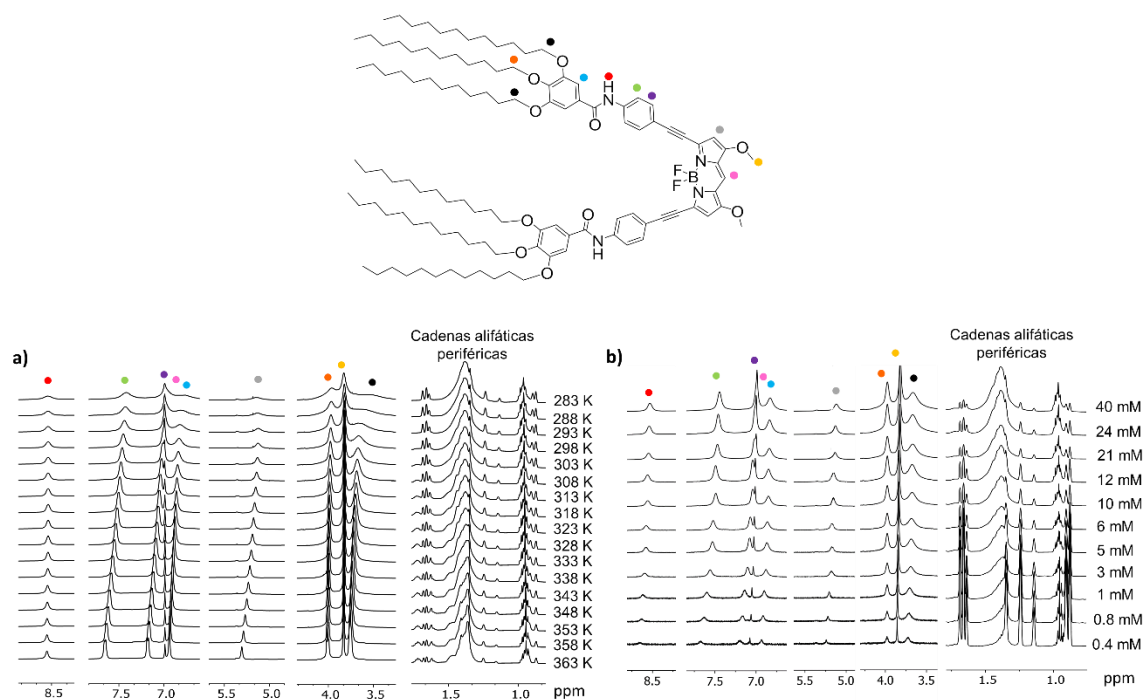 O
O
O
H
N
O
O
N
F
B
F
N
O
O
O
O
O
N
H
a)
Cadenas alifáticas
periféricas
283 K
288 K
293 K
298 K
303 K
308 K
313 K
318 K
323 K
328 K
333 K
338 K
343 K
348 K
353 K
358 K
363 K
8.5 7.5 7.0 5.5 5.0 4.0 3.5 1.5 1.0 ppm
b)
Cadenas alifáticas
periféricas
40 mM
24 mM
21 mM
12 mM
10 mM
6 mM
5 mM
3 mM
1 mM
0.8 mM
0.4 mM
8.5 7.5 7.0 5.5 5.0 4.0 3.5 1.5 1.0 ppm